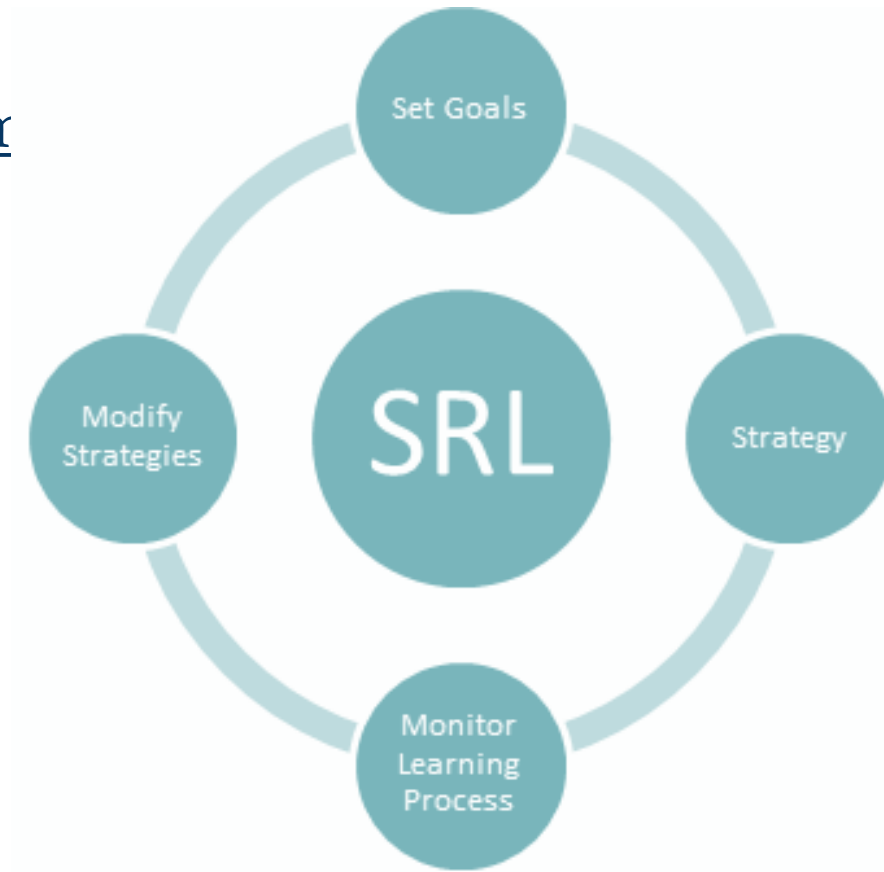 Set Goals
SRL
Strategy
Monitor
Learning
Process
Modify
Strategies